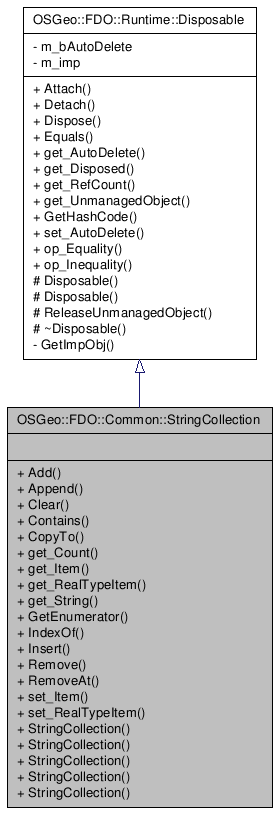 OSGeo::FDO::Runtime::Disposable
- m_bAutoDelete
- m_imp
+ Attach()
+ Detach()
+ Dispose()
+ Equals()
+ get_AutoDelete()
+ get_Disposed()
+ get_RefCount()
+ get_UnmanagedObject()
+ GetHashCode()
+ set_AutoDelete()
+ op_Equality()
+ op_Inequality()
# Disposable()
# Disposable()
# ReleaseUnmanagedObject()
# ~Disposable()
- GetImpObj()
OSGeo::FDO::Common::StringCollection
+ Add()
+ Append()
+ Clear()
+ Contains()
+ CopyTo()
+ get_Count()
+ get_Item()
+ get_RealTypeItem()
+ get_String()
+ GetEnumerator()
+ IndexOf()
+ Insert()
+ Remove()
+ RemoveAt()
+ set_Item()
+ set_RealTypeItem()
+ StringCollection()
+ StringCollection()
+ StringCollection()
+ StringCollection()
+ StringCollection()